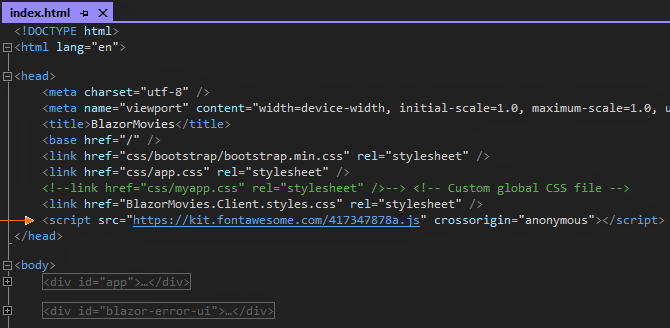 index.html
<!DOCTYPE html>
<html lang="en">
<head>
<meta charset="utf-8" />
<meta name="viewport" content="width=device-width, initial-scale=1.0, maximum-scale=1.0, u
<title>BlazorMovies</title>
<base href="/" />
<link href="css/bootstrap/bootstrap.min.css" rel="stylesheet" />
<link href="css/app.css" rel="stylesheet" />
<!--link href="css/myapp.css" rel="stylesheet" />--> <!-- Custom global CSS file -->
<link href="BlazorMovies.Client.styles.css" rel="stylesheet" />
<script src="https://kit.fontawesome.com/417347878a.js" crossorigin="anonymous"></script>
</head>
<body>
<div id="app">…</div>
<div id="blazor-error-ui">…</div>